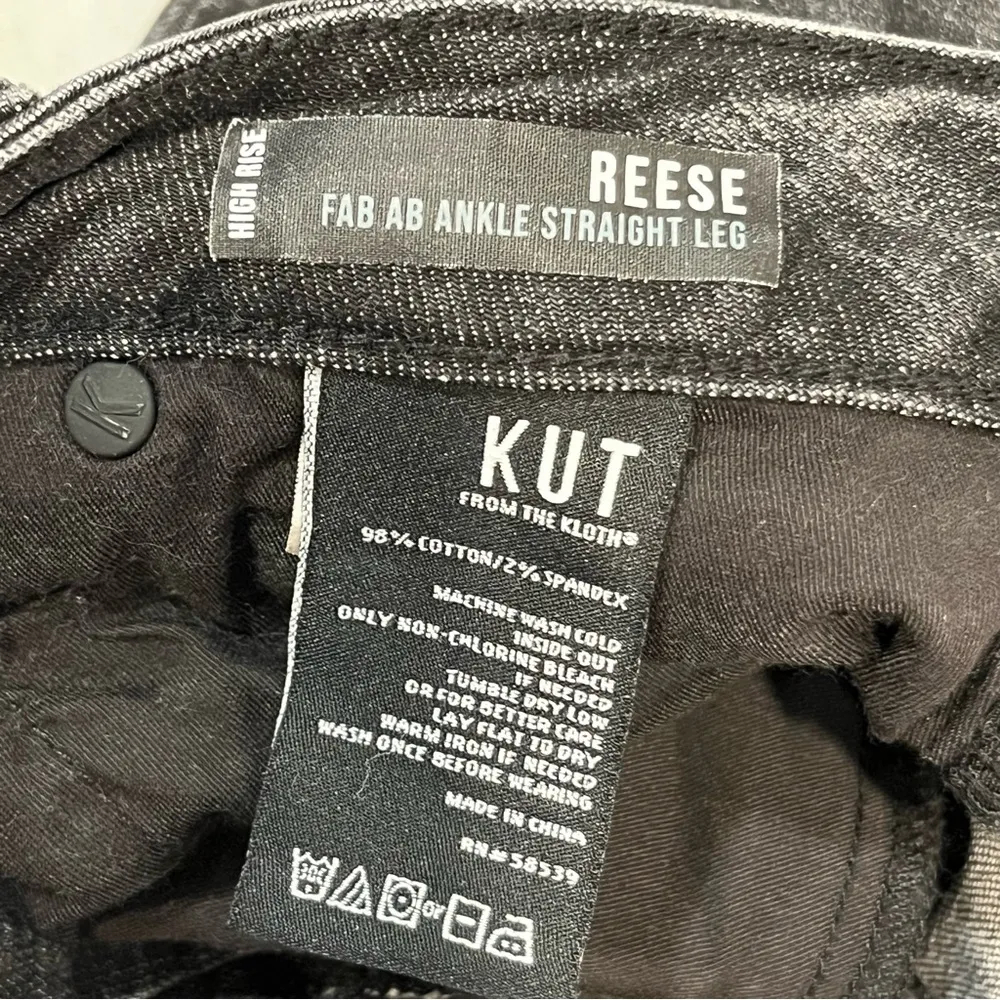 HIGH RISE
REESE
FAB AB ANKLE STRAIGHT LEG
K
KUT
FROM THE KLOTH®
98% COTTON/2% SPANDEX
MACHINE WASH COLD
INSIDE OUT
ONLY NON-CHLORINE BLEACH
IF NEEDED
TUMBLE DRY LOW
OR FOR BETTER CARE
LAY FLAT TO DRY
WARM IRON IF NEEDED
WASH ONCE BEFORE WEARING
MADE IN CHINA
RN# 58539
30C
or